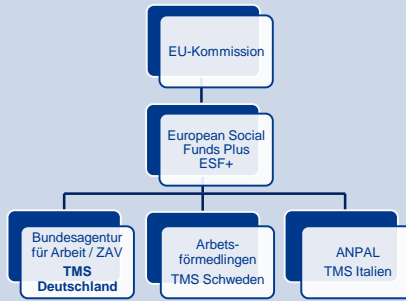 EU-Kommission
European Social
Funds Plus
ESF+
Bundesagentur
für Arbeit / ZAV
TMS
Deutschland
Arbets-
förmedlingen
TMS Schweden
ANPAL
TMS Italien